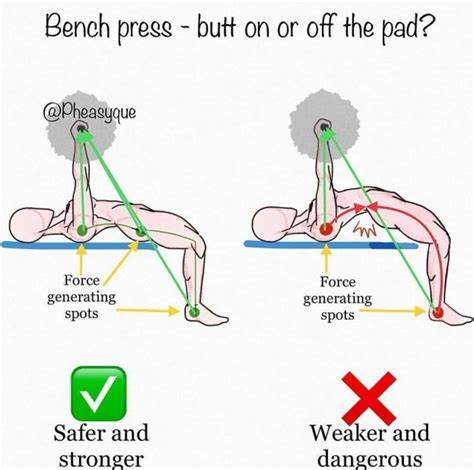 Bench press - butt on or off the pad?
@Pheasyque
Force
generating
spots
Safer and
stronger
Force
generating
spots
Weaker and
dangerous